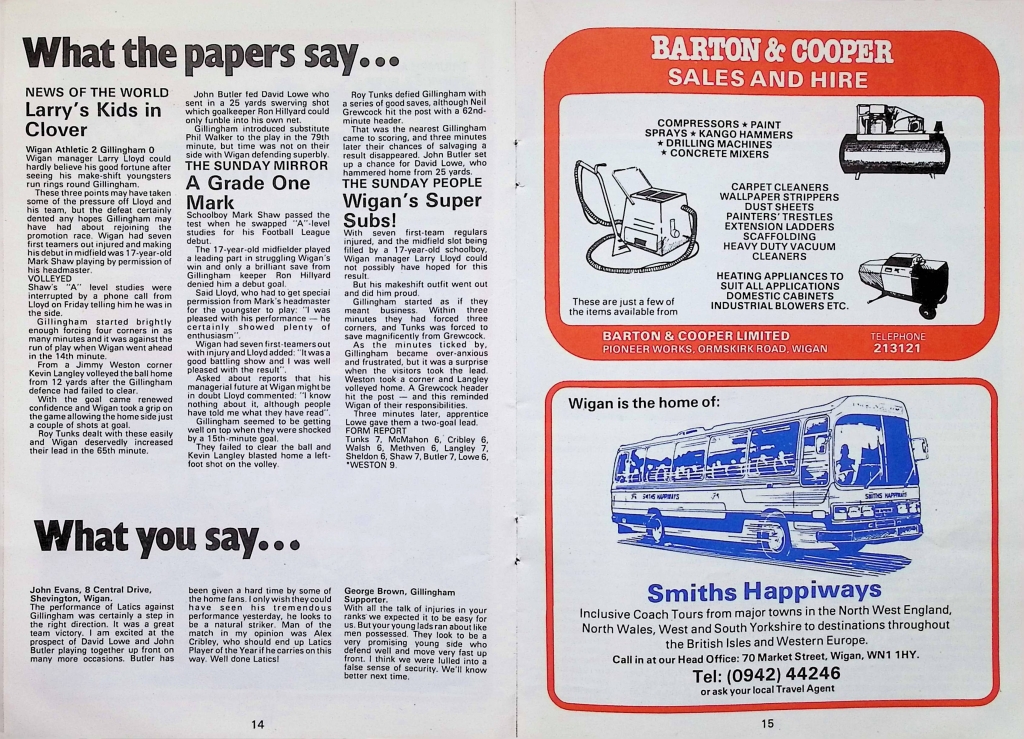 What the papers say...
NEWS OF THE WORLD
Larry's Kids in
Clover
Wigan Athletic 2 Gillingham 0
Wigan manager Larry Lloyd could
hardly believe his good fortune after
seeing his make-shift youngsters
run rings round Gillingham.
These three points may have taken
some of the pressure off Lloyd and
his team, but the defeat certainly
dented any hopes Gillingham may
have had about rejoining the
promotion race. Wigan had seven
first teamers out injured and making
his debut in midfield was 17-year-old
Mark Shaw playing by permission of
his headmaster.
VOLLEYED
Shaw's "A" level studies were
interrupted by a phone call from
Lloyd on Friday telling him he was in
the side.
Gillingham started brightly
enough forcing four corners in as
many minutes and it was against the
run of play when Wigan went ahead
in the 14th minute.
From a Jimmy Weston corner
Kevin Langley volleyed the ball home
from 12 yards after the Gillingham
defence had failed to clear.
With the goal came renewed
confidence and Wigan took a grip on
the game allowing the home side just
a couple of shots at goal.
Roy Tunks dealt with these easily
and Wigan deservedly increased
their lead in the 65th minute.
John Butler fed David Lowe who
sent in a 25 yards swerving shot
which goalkeeper Ron Hillyard could
only fumble into his own net.
Gillingham introduced substitute
Phil Walker to the play in the 79th
minute, but time was not on their
side with Wigan defending superbly.
THE SUNDAY MIRROR
A Grade One
Mark
Schoolboy Mark Shaw passed the
test when he swapped "A"-level
studies for his Football League
debut.
The 17-year-old midfielder played
a leading part in struggling Wigan's
win and only a brilliant save from
Gillingham keeper Ron Hillyard
denied him a debut goal.
Said Lloyd, who had to get special
permission from Mark's headmaster
for the youngster to play: "I was
pleased with his performance — he
certainly showed plenty of
enthusiasm".
Wigan had seven first-teamers out
with injury and Lloyd added: "It was a
good battling show and I was well
pleased with the result".
Asked about reports that his
managerial future at Wigan might be
in doubt Lloyd commented: "I know
nothing about it, although people
have told me what they have read".
Gillingham seemed to be getting
well on top when they were shocked
by a 15th-minute goal.
They failed to clear the ball and
Kevin Langley blasted home a left-
foot shot on the volley.
Roy Tunks defied Gillingham with
a series of good saves, although Neil
Grewcock hit the post with a 62nd-
minute header.
That was the nearest Gillingham
came to scoring, and three minutes
later their chances of salvaging a
result disappeared. John Butler set
up a chance for David Lowe, who
hammered home from 25 yards.
THE SUNDAY PEOPLE
Wigan's Super
Subs!
With seven first-team regulars
injured, and the midfield slot being
filled by a 17-year-old schoolboy,
Wigan manager Larry Lloyd could
not possibly have hoped for this
result.
But his makeshift outfit went out
and did him proud.
Gillingham started as if they
meant business. Within three
minutes they had forced three
corners, and Tunks was forced to
save magnificently from Grewcock.
As the minutes ticked by,
Gillingham became over-anxious
and frustrated, but it was a surprise
when the visitors took the lead.
Weston took a corner and Langley
volleyed home. A Grewcock header
hit the post — and this reminded
Wigan of their responsibilities.
Three minutes later, apprentice
Lowe gave them a two-goal lead.
FORM REPORT
Tunks 7, McMahon 6, Cribley 6,
Walsh 6, Methven 6, Langley 7,
Sheldon 6, Shaw 7, Butler 7, Lowe 6,
*WESTON 9.
What you say...
John Evans, 8 Central Drive,
Shevington, Wigan.
The performance of Latics against
Gillingham was certainly a step in
the right direction. It was a great
team victory. I am excited at the
prospect of David Lowe and John
Butler playing together up front on
many more occasions. Butler has
been given a hard time by some of
the home fans. I only wish they could
have seen his tremendous
performance yesterday, he looks to
be a natural striker. Man of the
match in my opinion was Alex
Cribley, who should end up Latics
Player of the Year if he carries on this
way. Well done Latics!
George Brown, Gillingham
Supporter.
With all the talk of injuries in your
ranks we expected it to be easy for
us. But your young lads ran about like
men possessed. They look to be a
very promising young side who
defend well and move very fast up
front. I think we were lulled into a
false sense of security. We'll know
better next time.
14
BARTON & COOPER
SALES AND HIRE
COMPRESSORS ★ PAINT
SPRAYS ★ KANGO HAMMERS
★ DRILLING MACHINES
★ CONCRETE MIXERS
CARPET CLEANERS
WALLPAPER STRIPPERS
DUST SHEETS
PAINTERS' TRESTLES
EXTENSION LADDERS
SCAFFOLDING
HEAVY DUTY VACUUM
CLEANERS
HEATING APPLIANCES TO
SUIT ALL APPLICATIONS
DOMESTIC CABINETS
INDUSTRIAL BLOWERS ETC.
These are just a few of
the items available from
BARTON & COOPER LIMITED
PIONEER WORKS, ORMSKIRK ROAD, WIGAN
TELEPHONE
213121
Wigan is the home of:
SMITHS HAPPIWAYS
SMITHS HAPPIWAYS
Smiths Happiways
Inclusive Coach Tours from major towns in the North West England,
North Wales, West and South Yorkshire to destinations throughout
the British Isles and Western Europe.
Call in at our Head Office: 70 Market Street, Wigan, WN1 1HY.
Tel: (0942) 44246
or ask your local Travel Agent
15